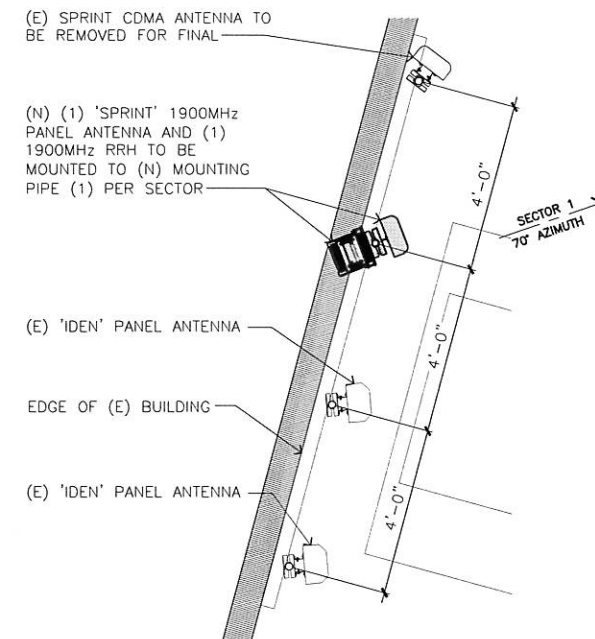 (E) SPRINT CDMA ANTENNA TO
BE REMOVED FOR FINAL
(N) (1) 'SPRINT' 1900MHz
PANEL ANTENNA AND (1)
1900MHz RRH TO BE
MOUNTED TO (N) MOUNTING
PIPE (1) PER SECTOR
4'-0"
SECTOR 1
70° AZIMUTH
(E) 'IDEN' PANEL ANTENNA
4'-0"
EDGE OF (E) BUILDING
(E) 'IDEN' PANEL ANTENNA
4'-0"